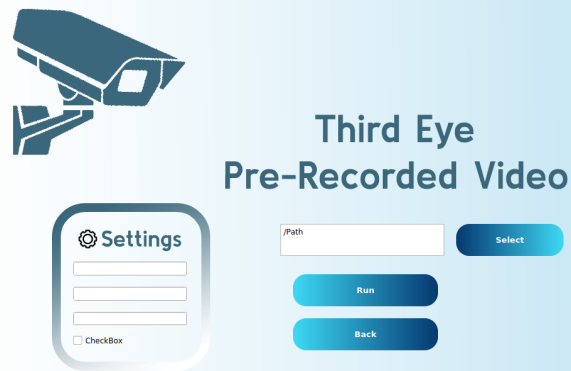 Third Eye
Pre-Recorded Video
Settings
CheckBox
/Path
Select
Run
Back